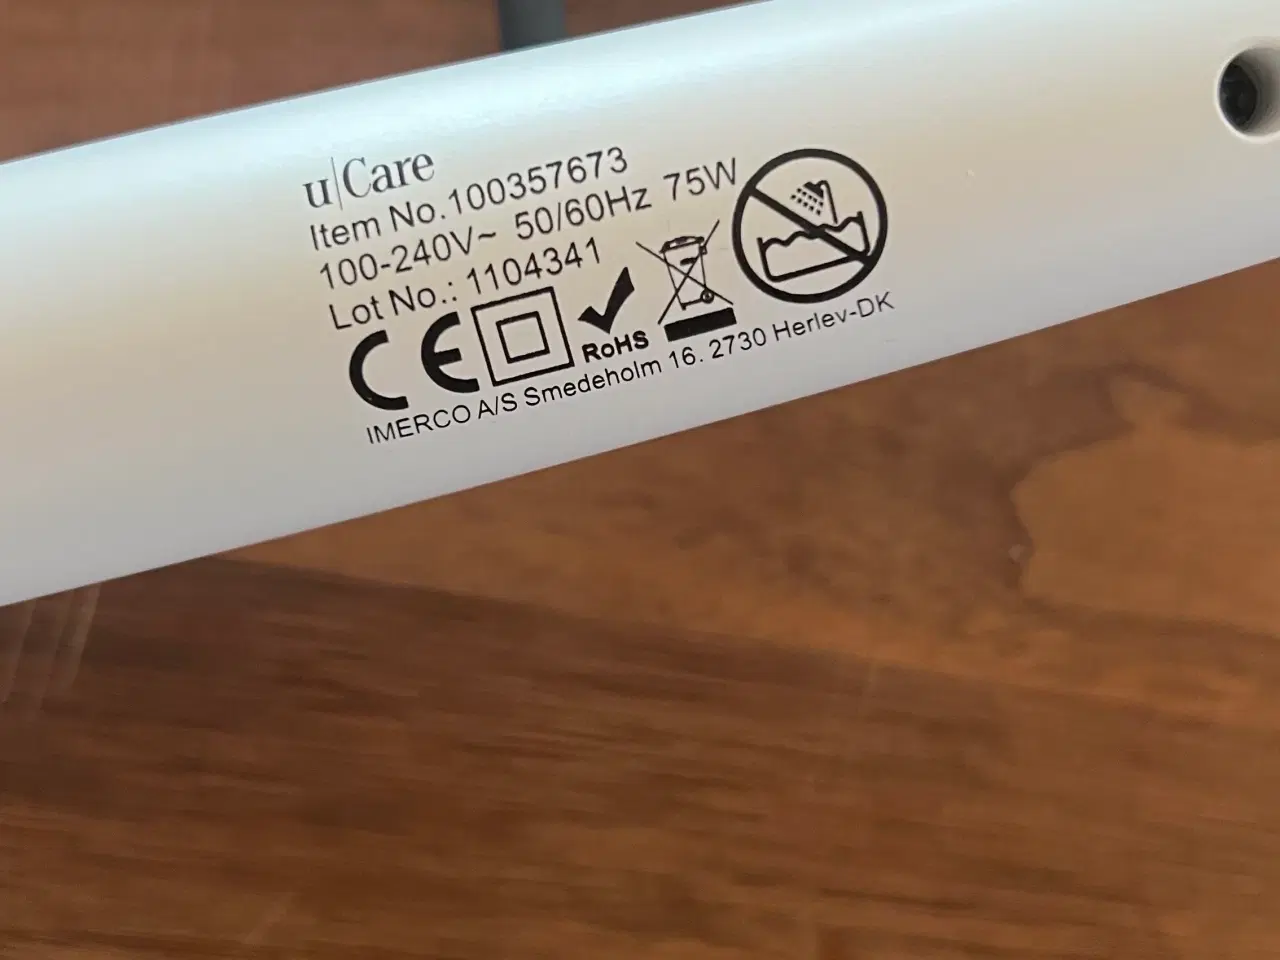 u|Care
Item No.100357673
100-240V~ 50/60Hz 75W
Lot No.: 1104341
CE
RoHS
IMERCO A/S Smedeholm 16. 2730 Herlev-DK